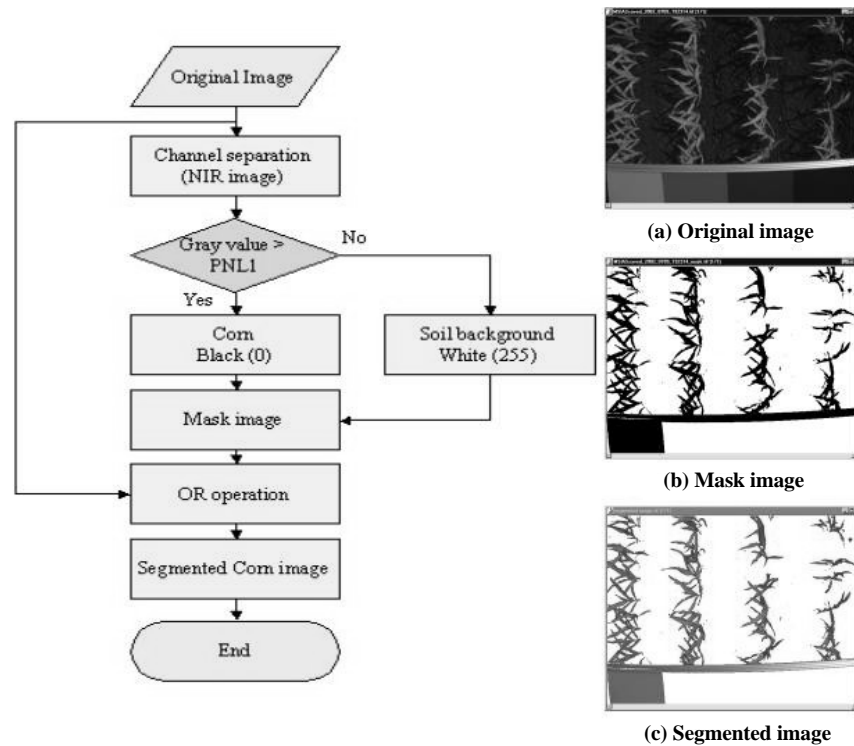 Original Image
Channel separation
(NIR image)
Gray value >
PNL1
No
Yes
Corn
Black (0)
Soil background
White (255)
Mask image
OR operation
Segmented Corn image
End
(a) Original image
(b) Mask image
(c) Segmented image